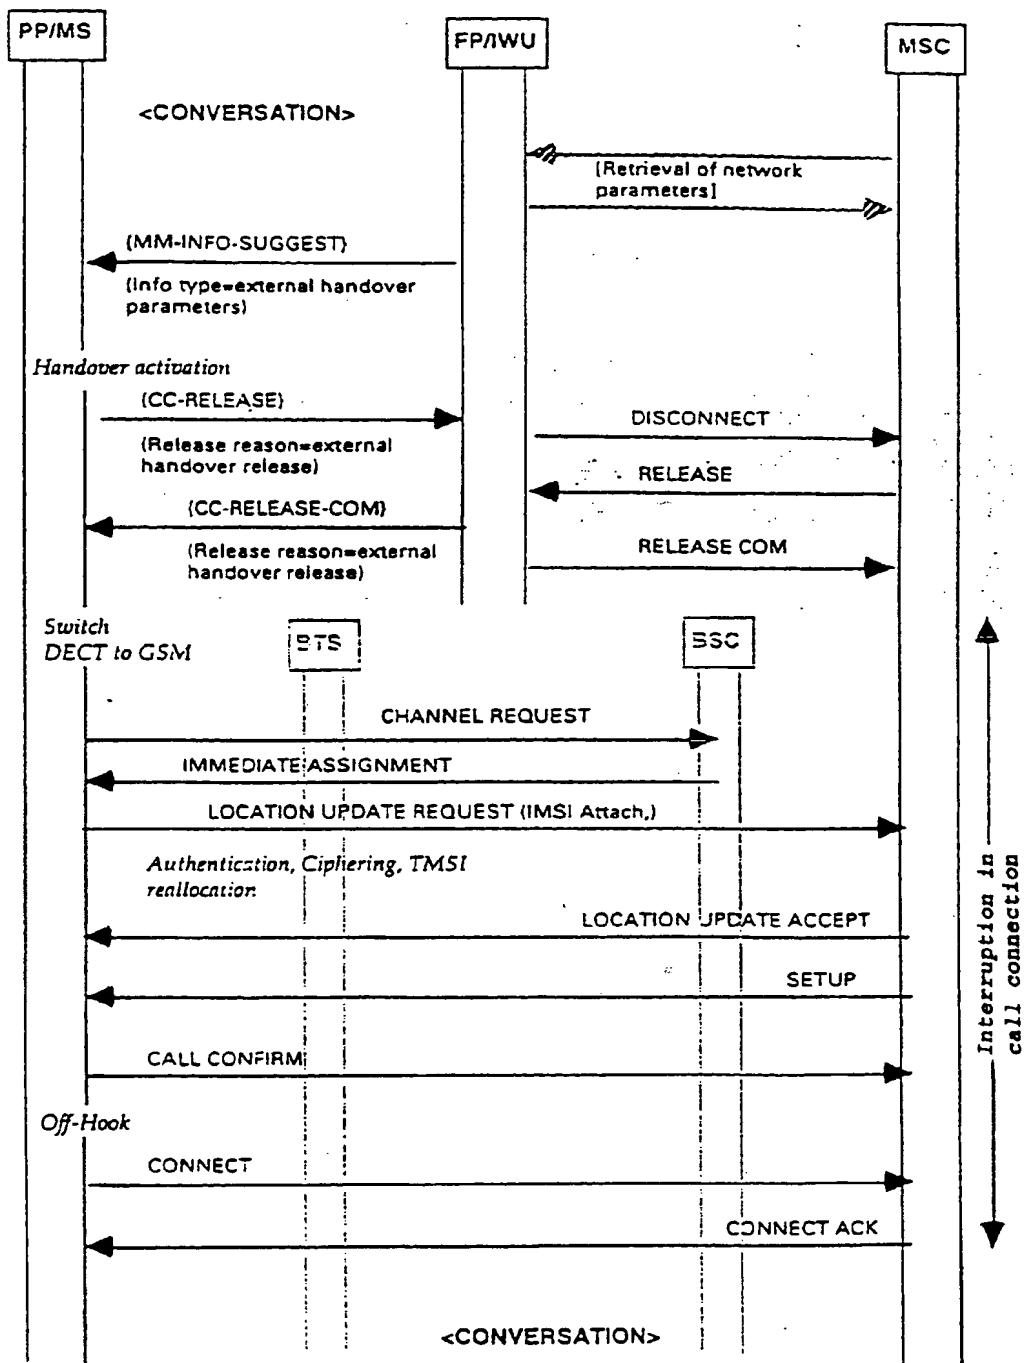 PP/MS
FP/IWU
MSC
<CONVERSATION>
[Retrieval of network
parameters]
{MM-INFO-SUGGEST}
(Info type=external handover
parameters)
Handover activation
{CC-RELEASE}
DISCONNECT
(Release reason=external
handover release)
RELEASE
{CC-RELEASE-COM}
RELEASE COM
(Release reason=external
handover release)
Switch
DECT to GSM
BTS
BSC
CHANNEL REQUEST
IMMEDIATE ASSIGNMENT
LOCATION UPDATE REQUEST (IMSI Attach,)
Authentication, Ciphering, TMSI
reallocation
LOCATION UPDATE ACCEPT
SETUP
CALL CONFIRM
Off-Hook
CONNECT
CONNECT ACK
<CONVERSATION>
Interruption in
call connection